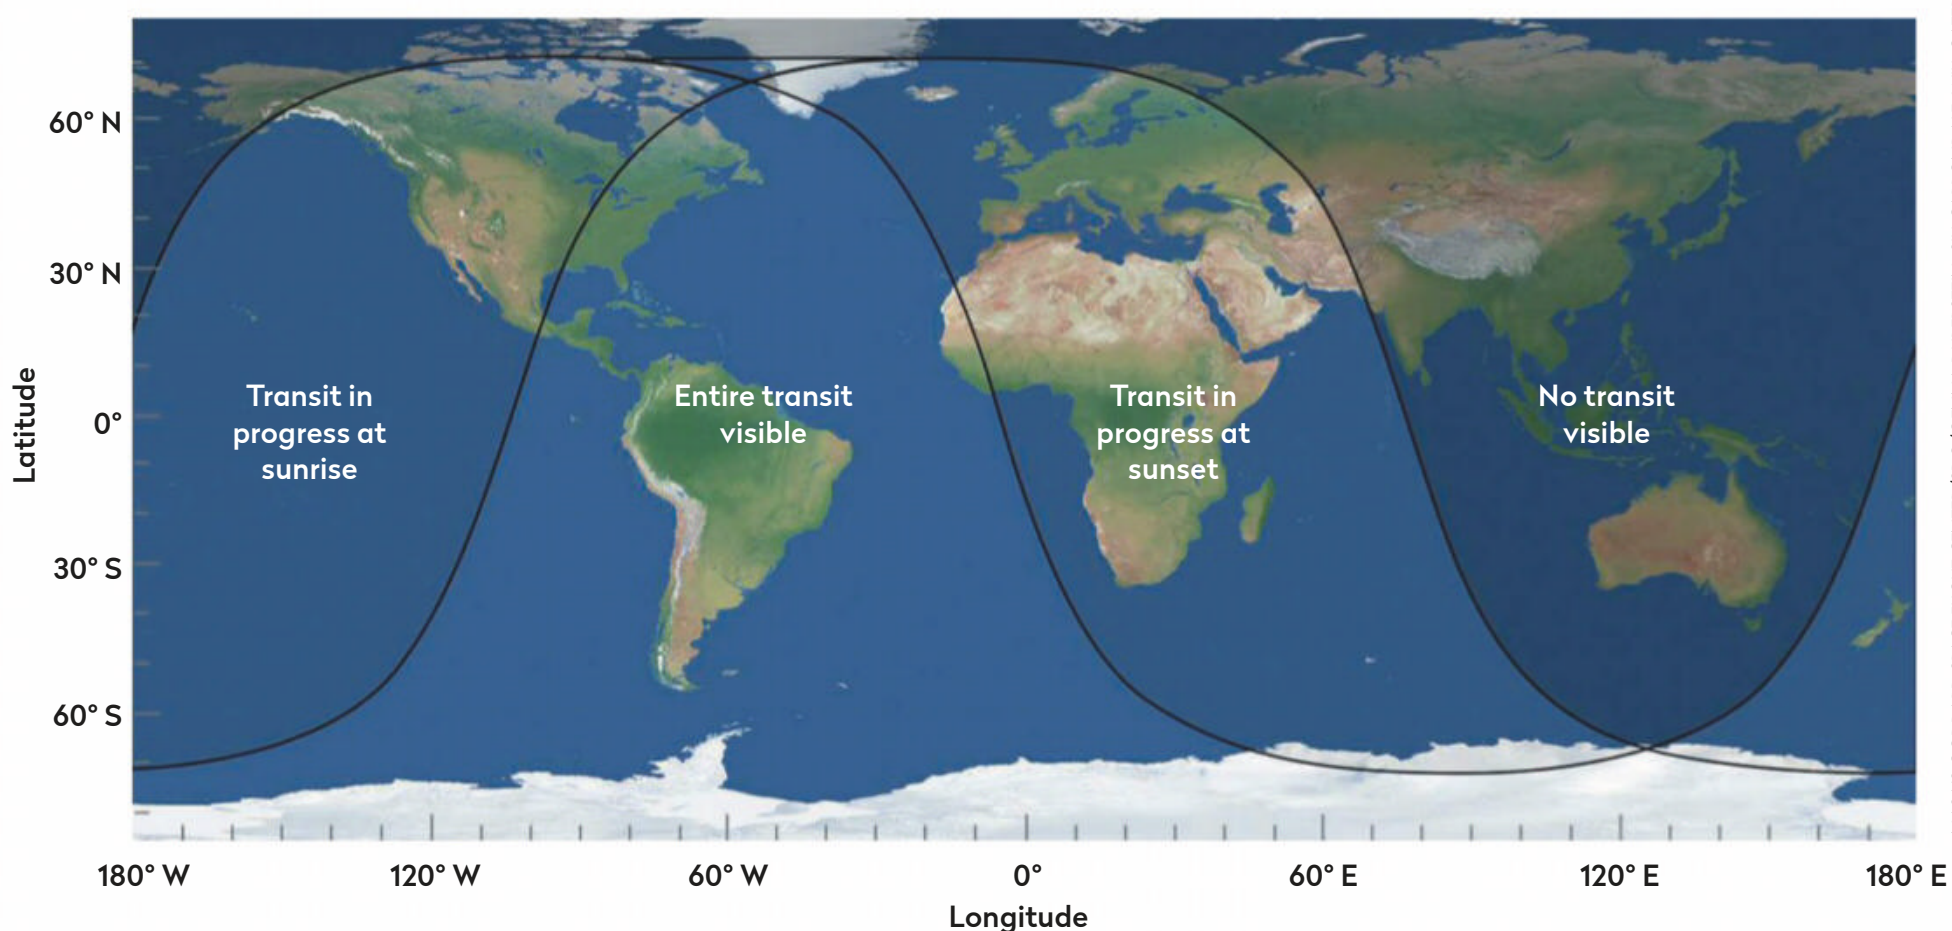 60° N
30° N
0°
30° S
60° S
Latitude
Transit in
progress at
sunrise
Entire transit
visible
Transit in
progress at
sunset
No transit
visible
180° W
120° W
60° W
0°
60° E
120° E
180° E
Longitude